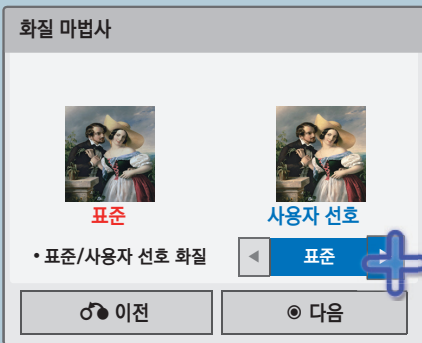 화질 마법사
표준 사용자 선호
• 표준/사용자 선호 화질 ◀ 표준 ▶
이전 ◉ 다음